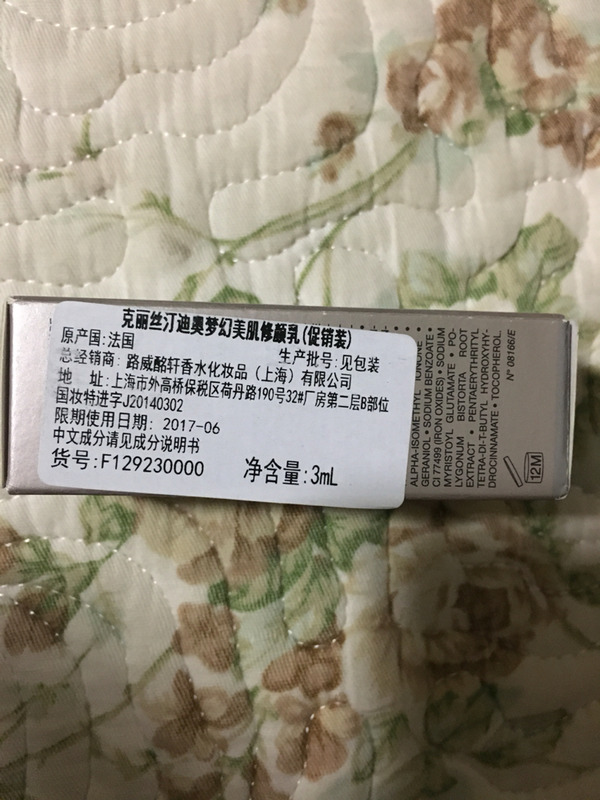 克丽丝汀迪奥梦幻美肌修颜乳(促销装)
原产国:法国 生产批号:见包装
总经销商: 路威酩轩香水化妆品（上海）有限公司
地 址:上海市外高桥保税区荷丹路190号32#厂房第二层B部位
国妆特进字J20140302
限期使用日期: 2017-06
中文成分请见成分说明书
货号:F129230000 净含量:3mL
ALPHA-ISOMETHYL IONONE
GERANIOL • SODIUM BENZOATE •
CI 77499 (IRON OXIDES) • SODIUM
MYRISTOYL GLUTAMATE • PO-
LYGONUM BISTORTA ROOT
EXTRACT • PENTAERYTHRITYL
TETRA-DI-T-BUTYL HYDROXYHY-
DROCINNAMATE • TOCOPHEROL.
N° 08166/E
12M